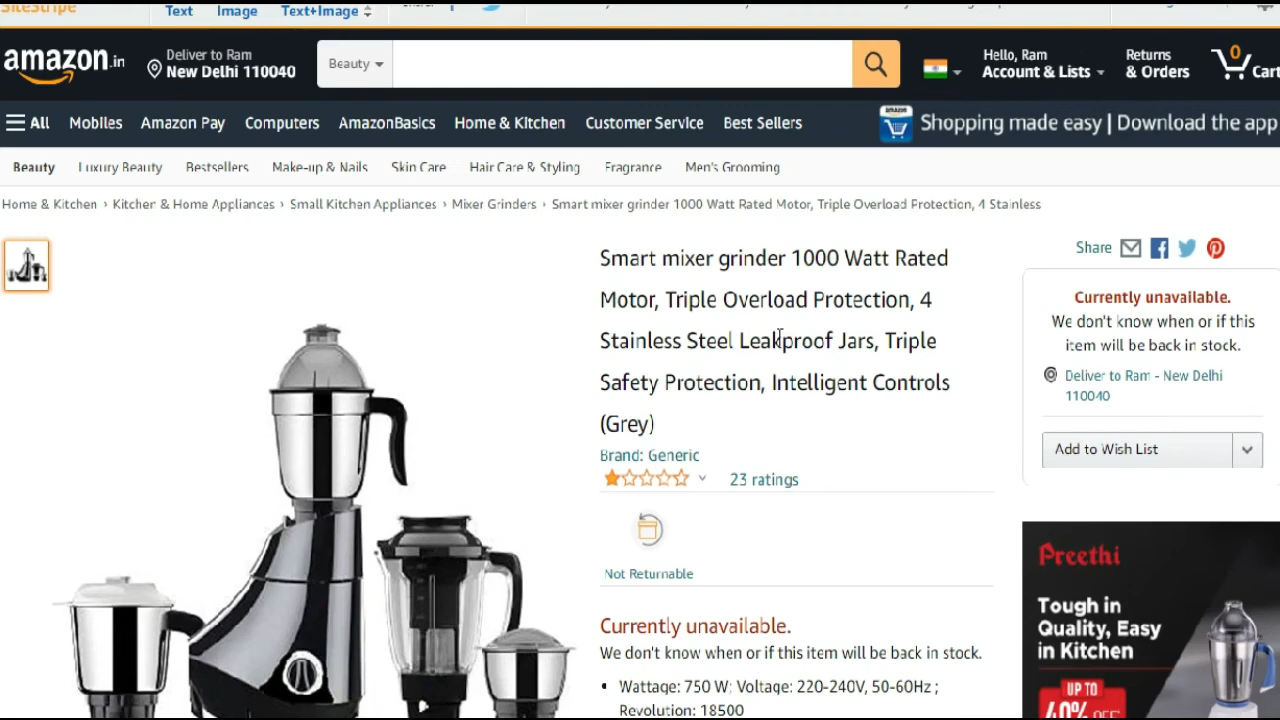 SiteStripe
Text Image Text+Image
amazon.in
Deliver to Ram
New Delhi 110040
Beauty
Hello, Ram
Account & Lists
Returns
& Orders
0
Cart
All Mobiles Amazon Pay Computers AmazonBasics Home & Kitchen Customer Service Best Sellers
amazon
Shopping made easy | Download the app
Beauty Luxury Beauty Bestsellers Make-up & Nails Skin Care Hair Care & Styling Fragrance Men's Grooming
Home & Kitchen › Kitchen & Home Appliances › Small Kitchen Appliances › Mixer Grinders › Smart mixer grinder 1000 Watt Rated Motor, Triple Overload Protection, 4 Stainless
Smart mixer grinder 1000 Watt Rated
Motor, Triple Overload Protection, 4
Stainless Steel Leakproof Jars, Triple
Safety Protection, Intelligent Controls
(Grey)
Brand: Generic
23 ratings
Not Returnable
Currently unavailable.
We don't know when or if this item will be back in stock.
• Wattage: 750 W; Voltage: 220-240V, 50-60Hz ;
Revolution: 18500
Share
Currently unavailable.
We don't know when or if this
item will be back in stock.
Deliver to Ram - New Delhi
110040
Add to Wish List
Preethi
Tough in
Quality, Easy
in Kitchen
UP TO
40% OFF